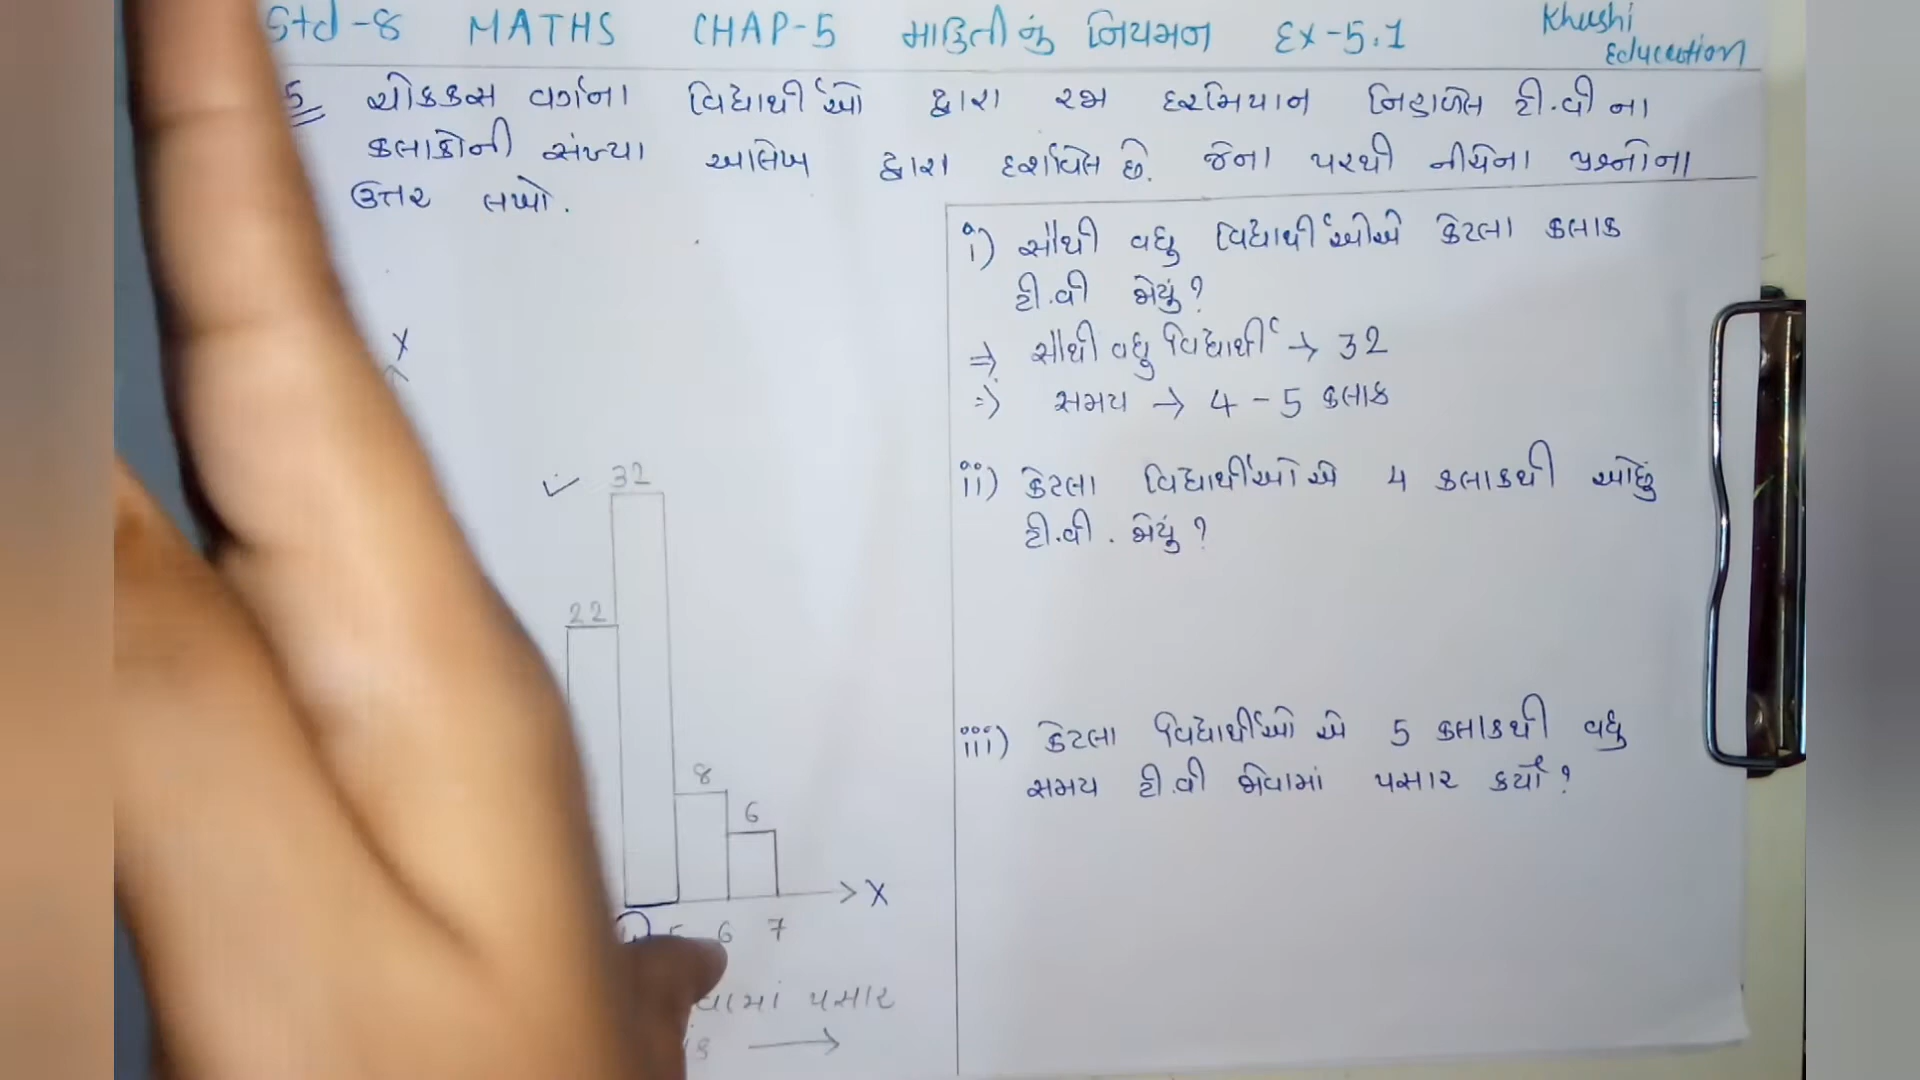 Std-8 MATHS CHAP-5 માહિતીનું નિયમન Ex-5.1 Khushi Education
5 ચોક્કસ વર્ગના વિદ્યાર્થીઓ દ્વારા રજા દરમિયાન નિહાળેલ ટી.વી ના
કલાકોની સંખ્યા આલેખ દ્વારા દર્શાવેલ છે. જેના પરથી નીચેના પ્રશ્નોના
ઉત્તર લખો.
i) સૌથી વધુ વિદ્યાર્થીઓએ કેટલા કલાક
ટી.વી જોયું?
⇒ સૌથી વધુ વિદ્યાર્થી → 32
⇒ સમય → 4 - 5 કલાક
ii) કેટલા વિદ્યાર્થીઓએ 4 કલાકથી ઓછું
ટી.વી. જોયું?
iii) કેટલા વિદ્યાર્થીઓ એ 5 કલાકથી વધુ
સમય ટી.વી જોવામાં પસાર કર્યો?
X
32
22
8
6
X
4 5 6 7
પસાર